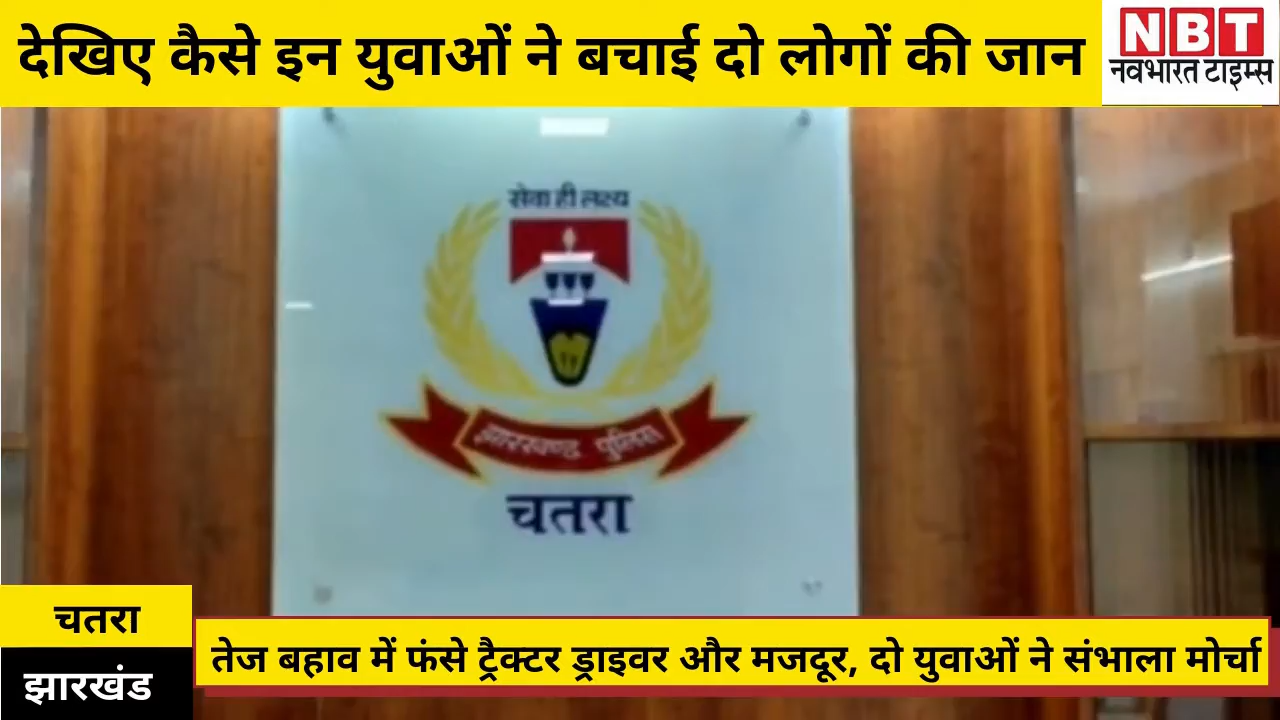 देखिए कैसे इन युवाओं ने बचाई दो लोगों की जान
NBT
नवभारत टाइम्स
सेवा ही लक्ष्य
झारखण्ड पुलिस
चतरा
चतरा
झारखंड
तेज बहाव में फंसे ट्रैक्टर ड्राइवर और मजदूर, दो युवाओं ने संभाला मोर्चा